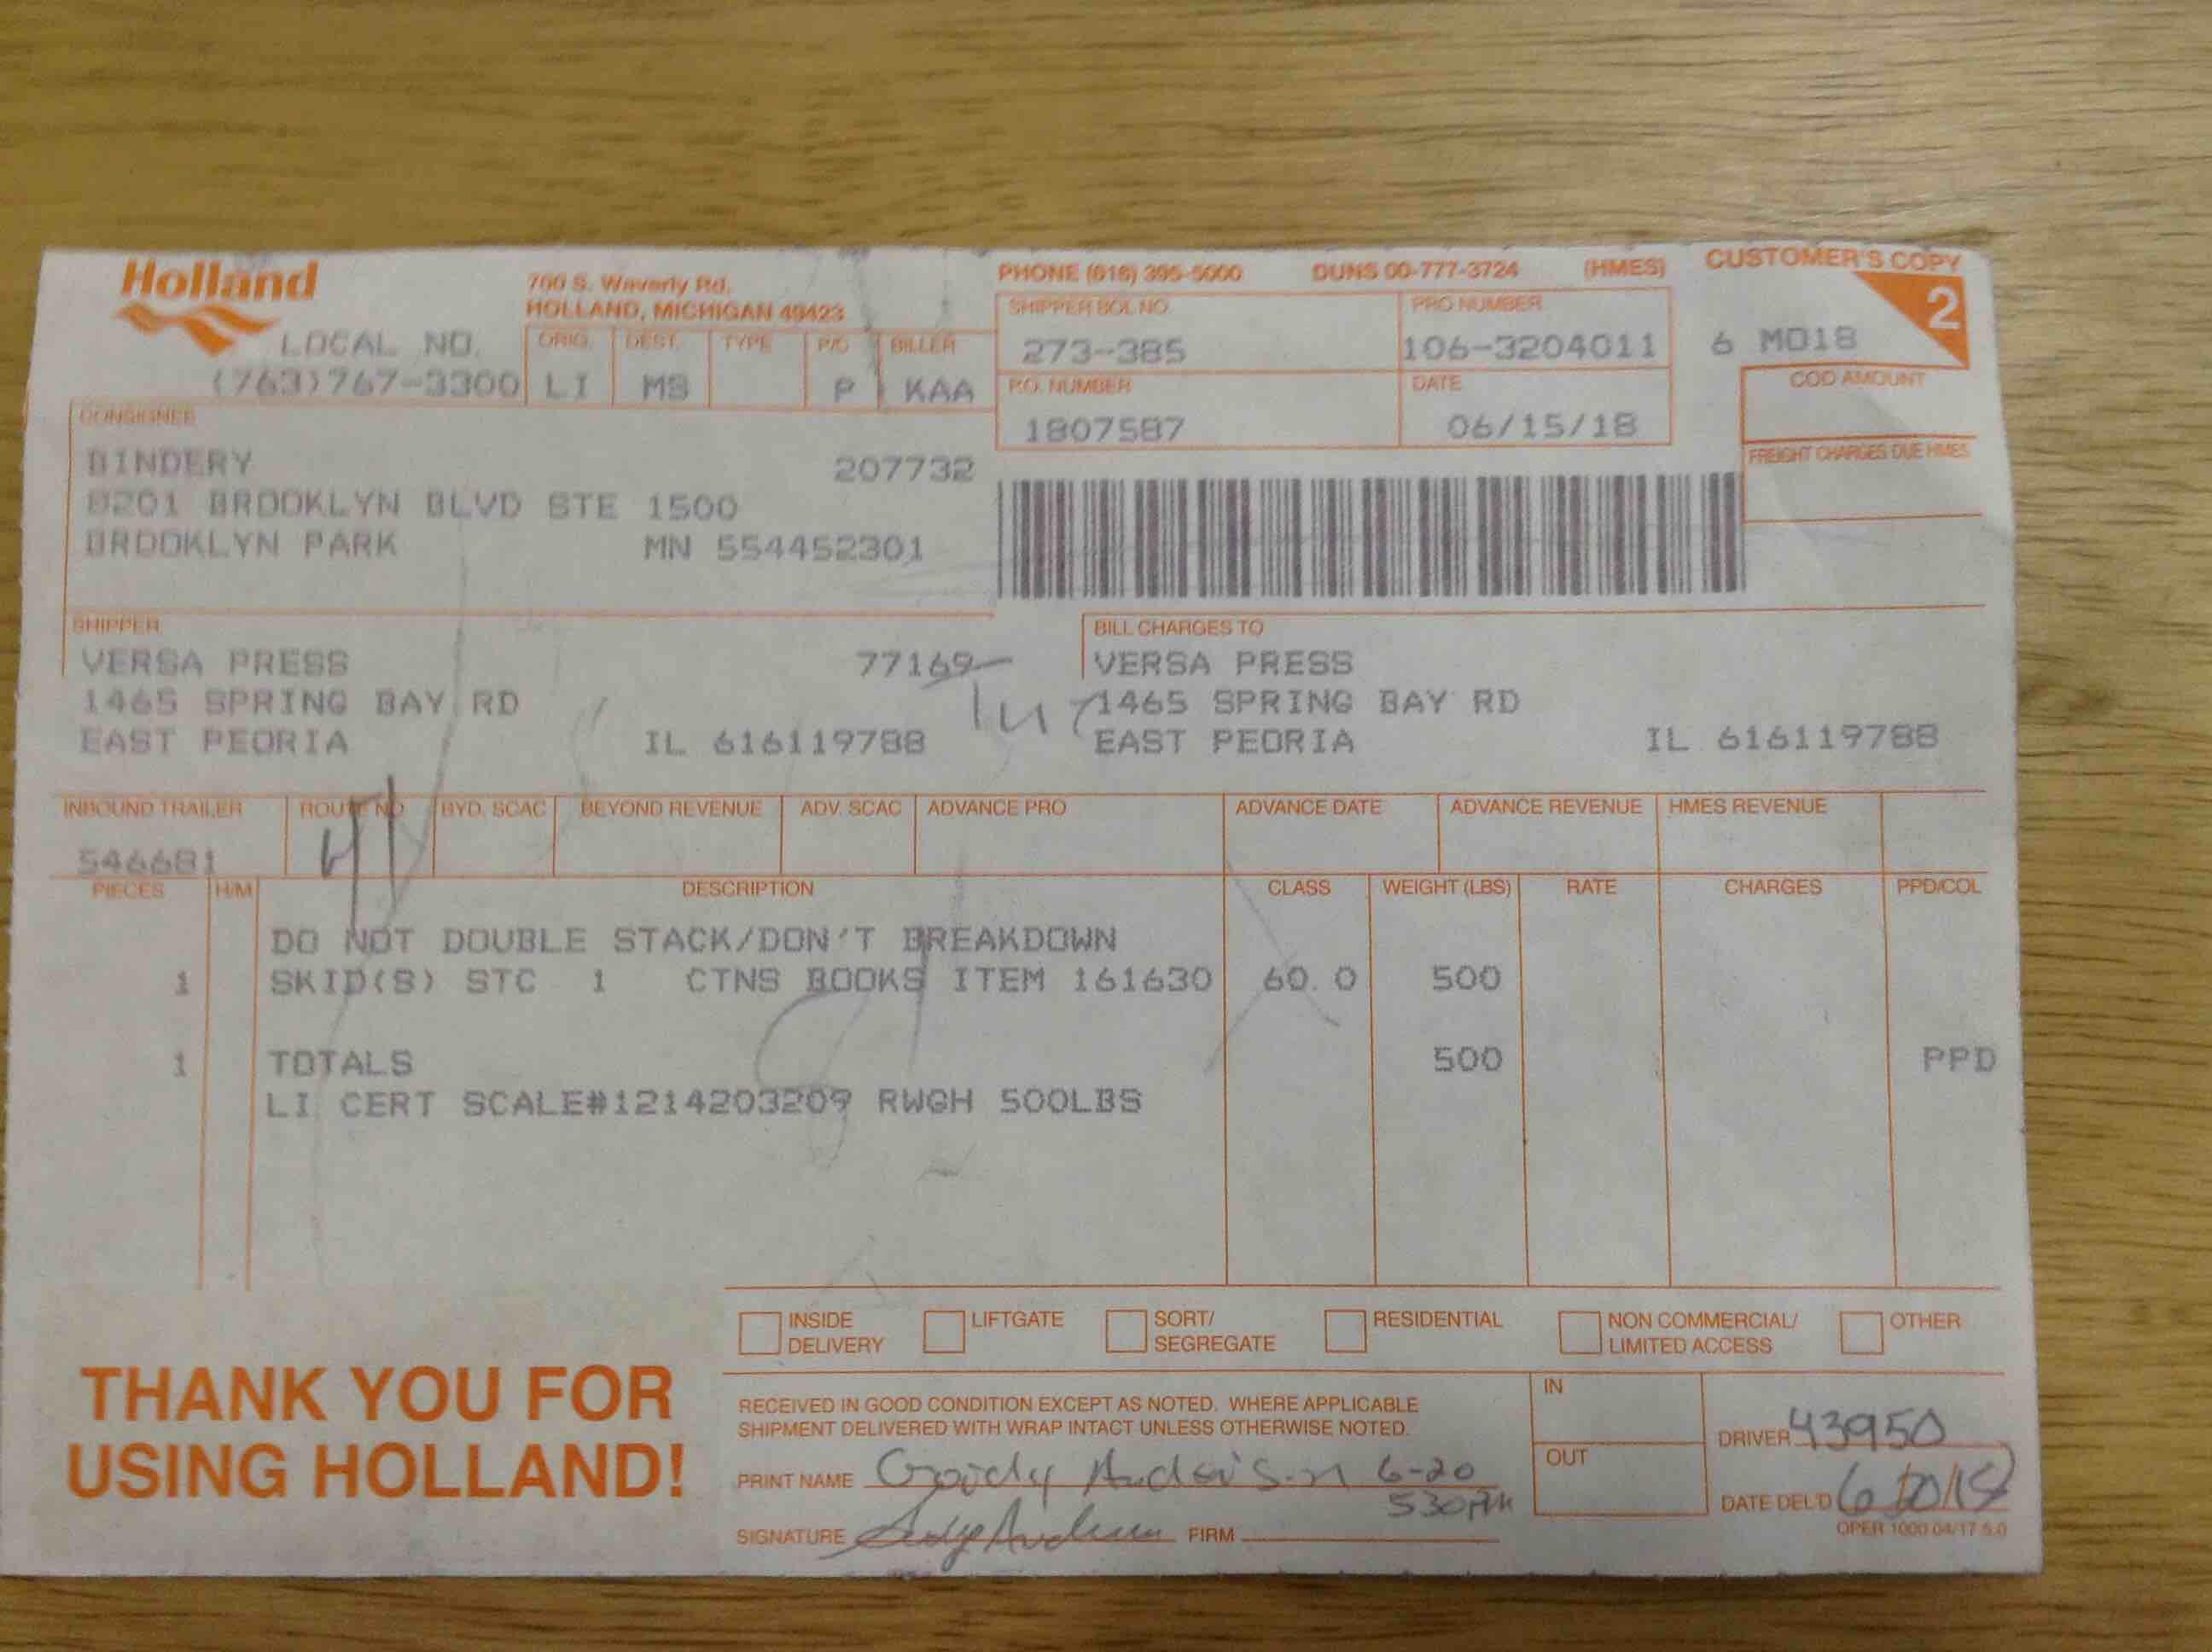 Holland
700 S. Waverly Rd.
HOLLAND, MICHIGAN 49423
PHONE (616) 395-5000 DUNS 00-777-3724 (HMES)
CUSTOMER'S COPY
2
LOCAL NO.
(763)767-3300
ORIG. DEST. TYPE P/C BILLER
LI MS P KAA
SHIPPER BOL NO. PRO NUMBER
273-385 106-3204011 6 MD18
P.O. NUMBER DATE
1807587 06/15/18
COD AMOUNT
FREIGHT CHARGES DUE HMES
CONSIGNEE
BINDERY 207732
8201 BROOKLYN BLVD STE 1500
BROOKLYN PARK MN 554452301
SHIPPER
VERSA PRESS 77169
1465 SPRING BAY RD
EAST PEORIA IL 616119788
BILL CHARGES TO
VERSA PRESS
1465 SPRING BAY RD
EAST PEORIA IL 616119788
INBOUND TRAILER ROUTE NO BYD. SCAC BEYOND REVENUE ADV. SCAC ADVANCE PRO ADVANCE DATE ADVANCE REVENUE HMES REVENUE
546681
PIECES H/M DESCRIPTION CLASS WEIGHT (LBS) RATE CHARGES PPD/COL
DO NOT DOUBLE STACK/DON'T BREAKDOWN
1 SKID(S) STC 1 CTNS BOOKS ITEM 161630 60.0 500
1 TOTALS 500 PPD
LI CERT SCALE#1214203209 RWGH 500LBS
INSIDE DELIVERY LIFTGATE SORT/ SEGREGATE RESIDENTIAL NON COMMERCIAL/ LIMITED ACCESS OTHER
THANK YOU FOR
USING HOLLAND!
RECEIVED IN GOOD CONDITION EXCEPT AS NOTED. WHERE APPLICABLE
SHIPMENT DELIVERED WITH WRAP INTACT UNLESS OTHERWISE NOTED.
PRINT NAME 6-20
530PM
SIGNATURE FIRM
IN
OUT
DRIVER 43950
DATE DEL'D
OPER 1000 04/17 5.0